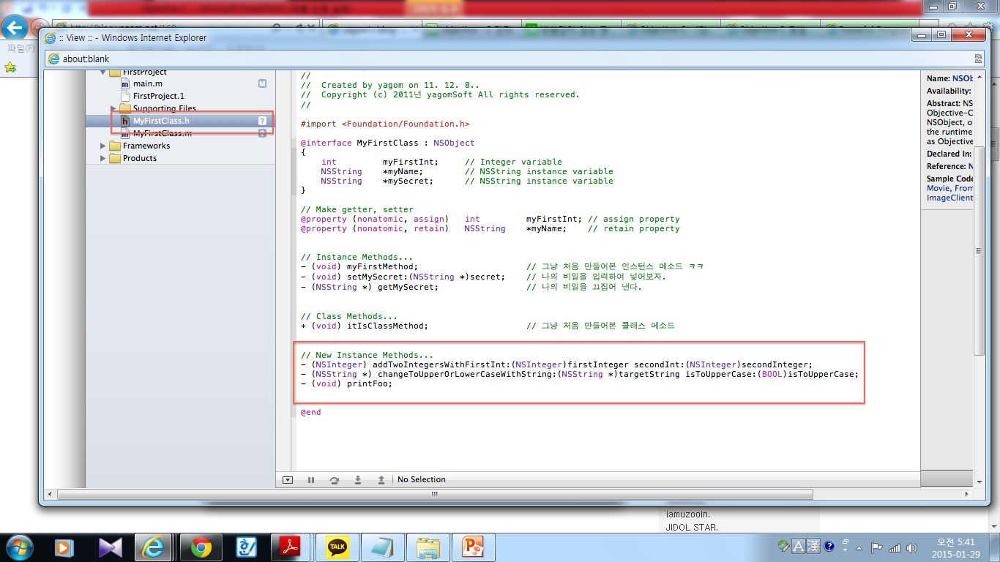 :: View :: - Windows Internet Explorer
about:blank
파일(F)
FirstProject
main.m
M
FirstProject.1
Supporting Files
MyFirstClass.h
?
MyFirstClass.m
Frameworks
Products
//
// Created by yagom on 11. 12. 8..
// Copyright (c) 2011년 yagomSoft All rights reserved.
//
#import <Foundation/Foundation.h>
@interface MyFirstClass : NSObject
{
int myFirstInt; // Integer variable
NSString *myName; // NSString instance variable
NSString *mySecret; // NSString instance variable
}
// Make getter, setter
@property (nonatomic, assign) int myFirstInt; // assign property
@property (nonatomic, retain) NSString *myName; // retain property
// Instance Methods...
- (void) myFirstMethod; // 그냥 처음 만들어본 인스턴스 메소드 ㅋㅋ
- (void) setMySecret:(NSString *)secret; // 나의 비밀을 입력하여 넣어보자.
- (NSString *) getMySecret; // 나의 비밀을 끄집어 낸다.
// Class Methods...
+ (void) itIsClassMethod; // 그냥 처음 만들어본 클래스 메소드
// New Instance Methods...
- (NSInteger) addTwoIntegersWithFirstInt:(NSInteger)firstInteger secondInt:(NSInteger)secondInteger;
- (NSString *) changeToUpperOrLowerCaseWithString:(NSString *)targetString isToUpperCase:(BOOL)isToUpperCase;
- (void) printFoo;
@end
Name: NSOb
Availability:
Abstract: NS
Objective-C
NSObject, o
the runtime
as Objective
Declared In:
Reference: N
Sample Code
Movie, From
ImageClient
No Selection
iamuzooin.
JIDOL STAR.
TALK
A 漢
오전 5:41
2015-01-29